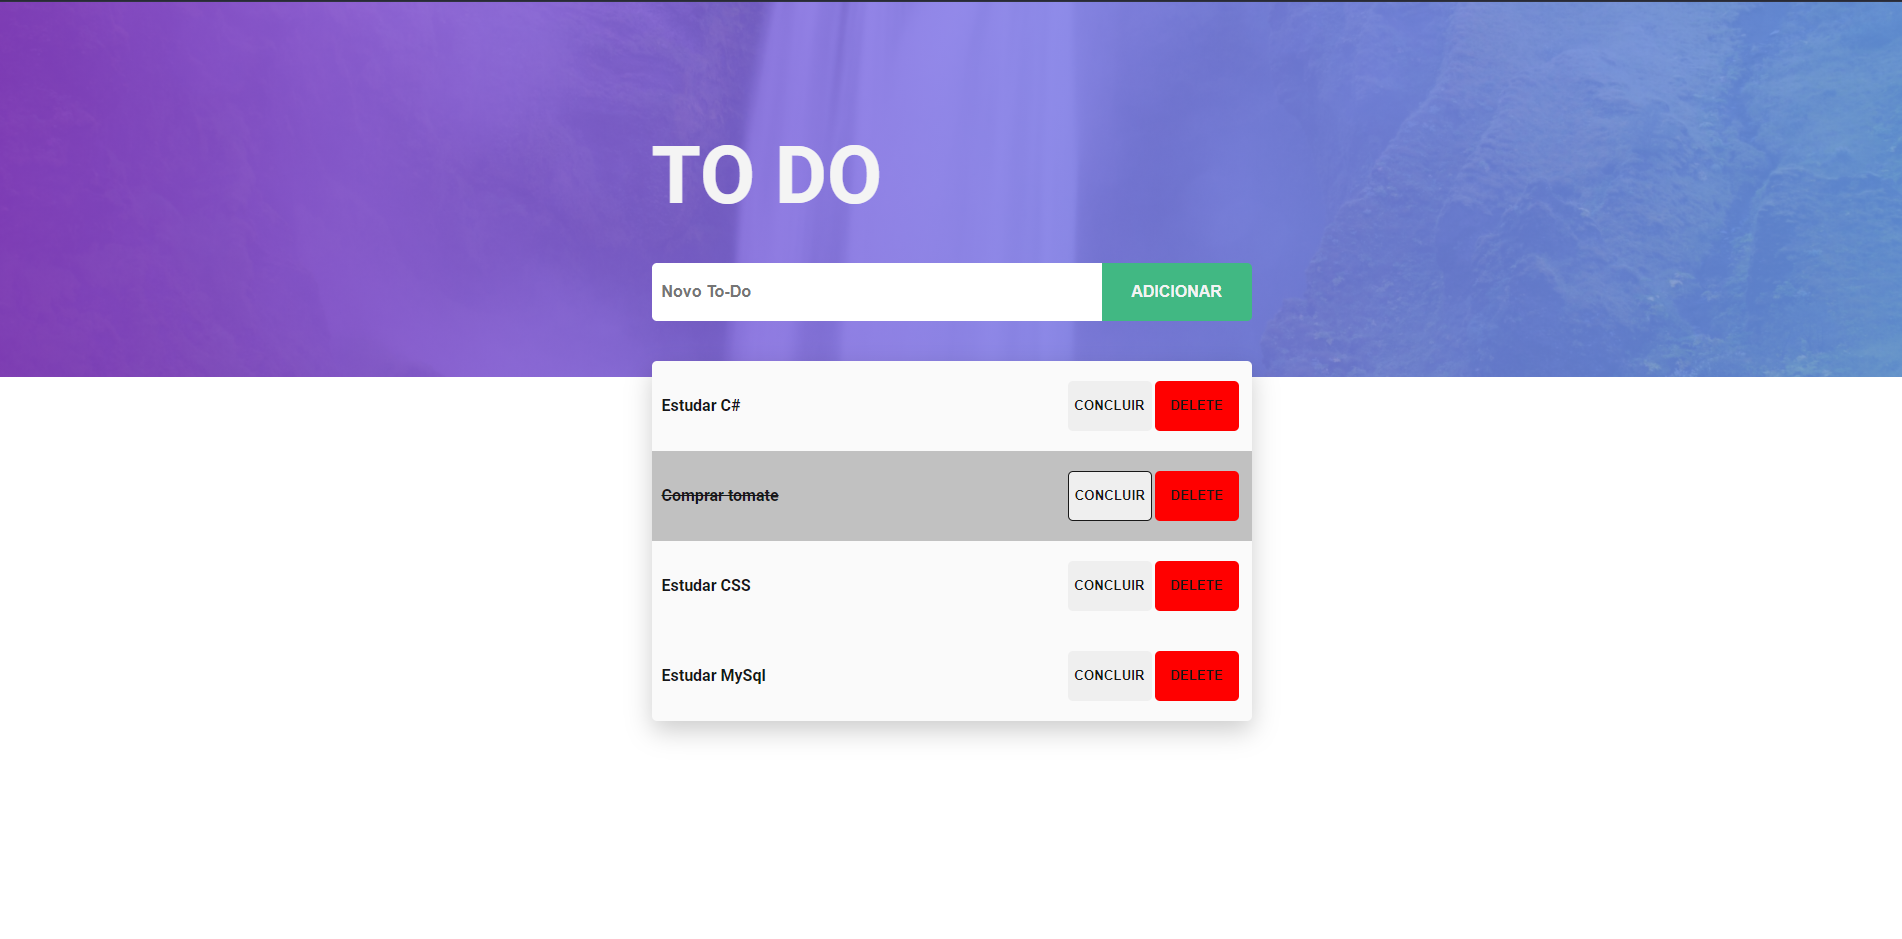 TO DO
Novo To-Do ADICIONAR
Estudar C# CONCLUIR DELETE
Comprar tomate CONCLUIR DELETE
Estudar CSS CONCLUIR DELETE
Estudar MySql CONCLUIR DELETE